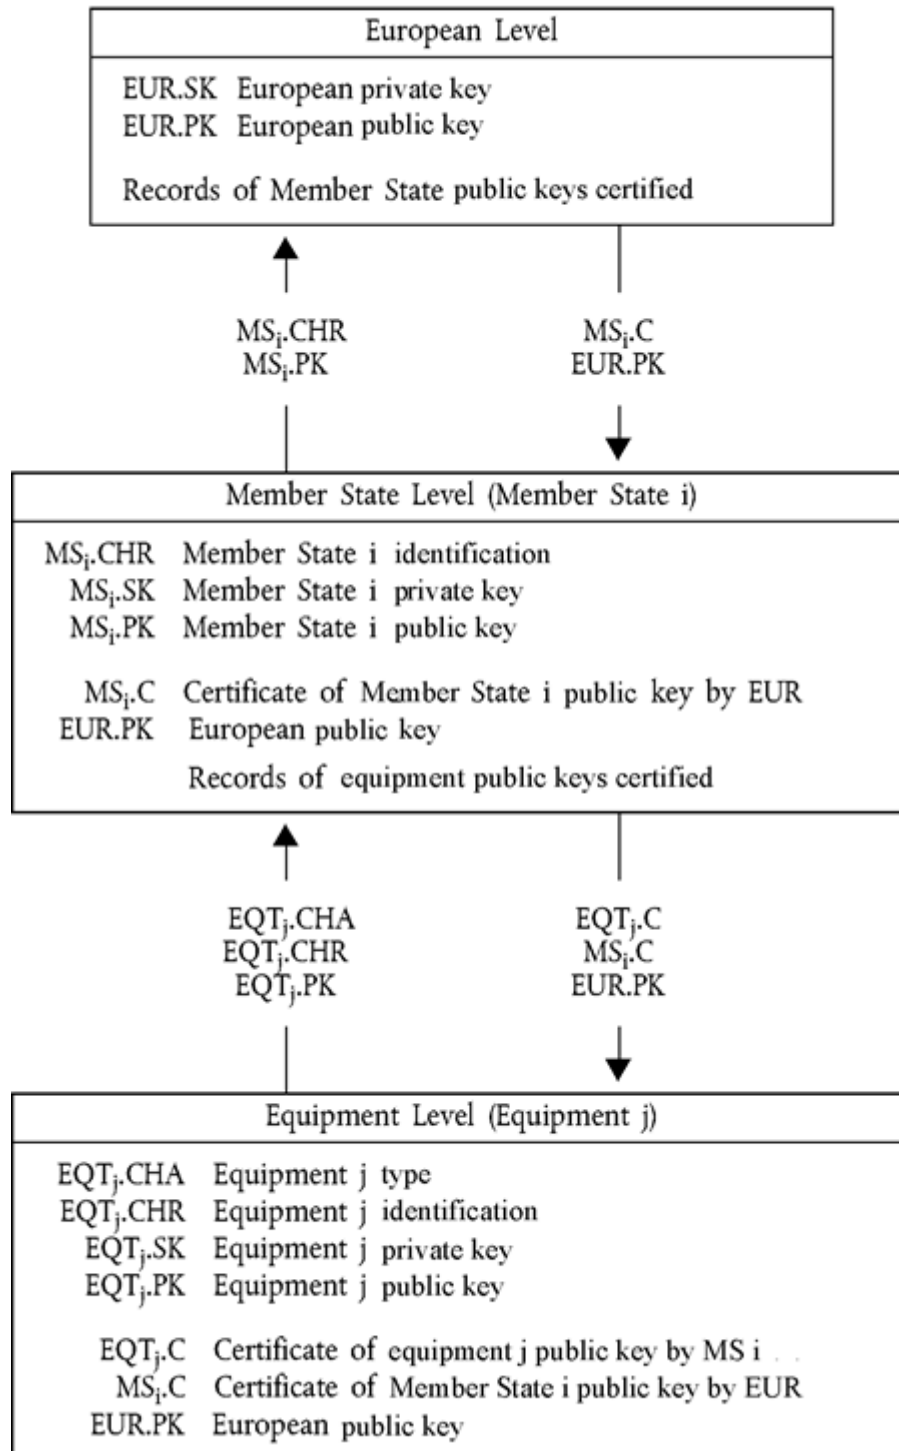 European Level
EUR.SK European private key
EUR.PK European public key
Records of Member State public keys certified
MSi.CHR MSi.C
MSi.PK EUR.PK
Member State Level (Member State i)
MSi.CHR Member State i identification
MSi.SK Member State i private key
MSi.PK Member State i public key
MSi.C Certificate of Member State i public key by EUR
EUR.PK European public key
Records of equipment public keys certified
EQTj.CHA EQTj.C
EQTj.CHR MSi.C
EQTj.PK EUR.PK
Equipment Level (Equipment j)
EQTj.CHA Equipment j type
EQTj.CHR Equipment j identification
EQTj.SK Equipment j private key
EQTj.PK Equipment j public key
EQTj.C Certificate of equipment j public key by MS i
MSi.C Certificate of Member State i public key by EUR
EUR.PK European public key